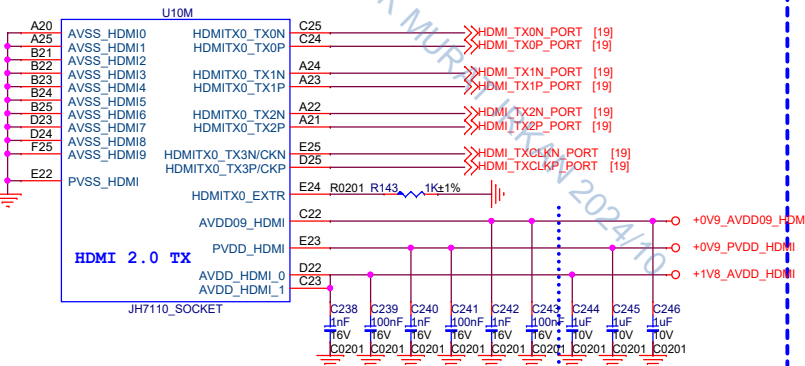 U10M
A20 AVSS_HDMI0 HDMITX0_TX0N C25 HDMI_TX0N_PORT [19]
A25 AVSS_HDMI1 HDMITX0_TX0P C24 HDMI_TX0P_PORT [19]
B21 AVSS_HDMI2
B22 AVSS_HDMI3 HDMITX0_TX1N A24 HDMI_TX1N_PORT [19]
B23 AVSS_HDMI4 HDMITX0_TX1P A23 HDMI_TX1P_PORT [19]
B24 AVSS_HDMI5
B25 AVSS_HDMI6 HDMITX0_TX2N A22 HDMI_TX2N_PORT [19]
D23 AVSS_HDMI7 HDMITX0_TX2P A21 HDMI_TX2P_PORT [19]
D24 AVSS_HDMI8
F25 AVSS_HDMI9 HDMITX0_TX3N/CKN E25 HDMI_TXCLKN_PORT [19]
HDMITX0_TX3P/CKP D25 HDMI_TXCLKP_PORT [19]
E22 PVSS_HDMI
HDMITX0_EXTR E24 R0201 R143 1K±1%
AVDD09_HDMI C22 +0V9_AVDD09_HDM
PVDD_HDMI E23 +0V9_PVDD_HDMI
HDMI 2.0 TX
AVDD_HDMI_0 D22 +1V8_AVDD_HDMI
AVDD_HDMI_1 C23
JH7110_SOCKET
C238 C239 C240 C241 C242 C243 C244 C245 C246
1nF 100nF 1nF 100nF 1nF 100nF 1uF 1uF 1uF
16V 16V 16V 16V 16V 16V 10V 10V 10V
C0201 C0201 C0201 C0201 C0201 C0201 C0201 C0201 C0201
K MURAT IRKAN 2024/10